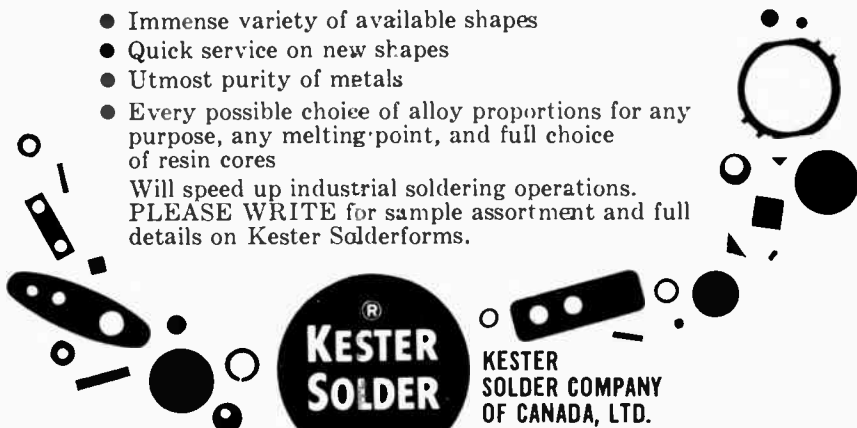 ● Immense variety of available shapes
● Quick service on new shapes
● Utmost purity of metals
● Every possible choice of alloy proportions for any
purpose, any melting point, and full choice
of resin cores
Will speed up industrial soldering operations.
PLEASE WRITE for sample assortment and full
details on Kester Solderforms.
®
KESTER
SOLDER
KESTER
SOLDER COMPANY
OF CANADA, LTD.